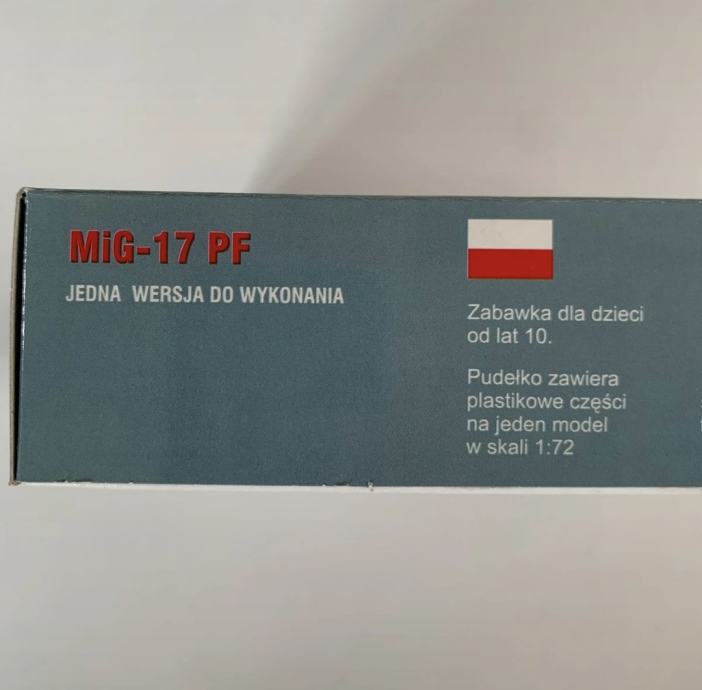 MiG-17 PF
JEDNA WERSJA DO WYKONANIA
Zabawka dla dzieci
od lat 10.
Pudełko zawiera
plastikowe części
na jeden model
w skali 1:72